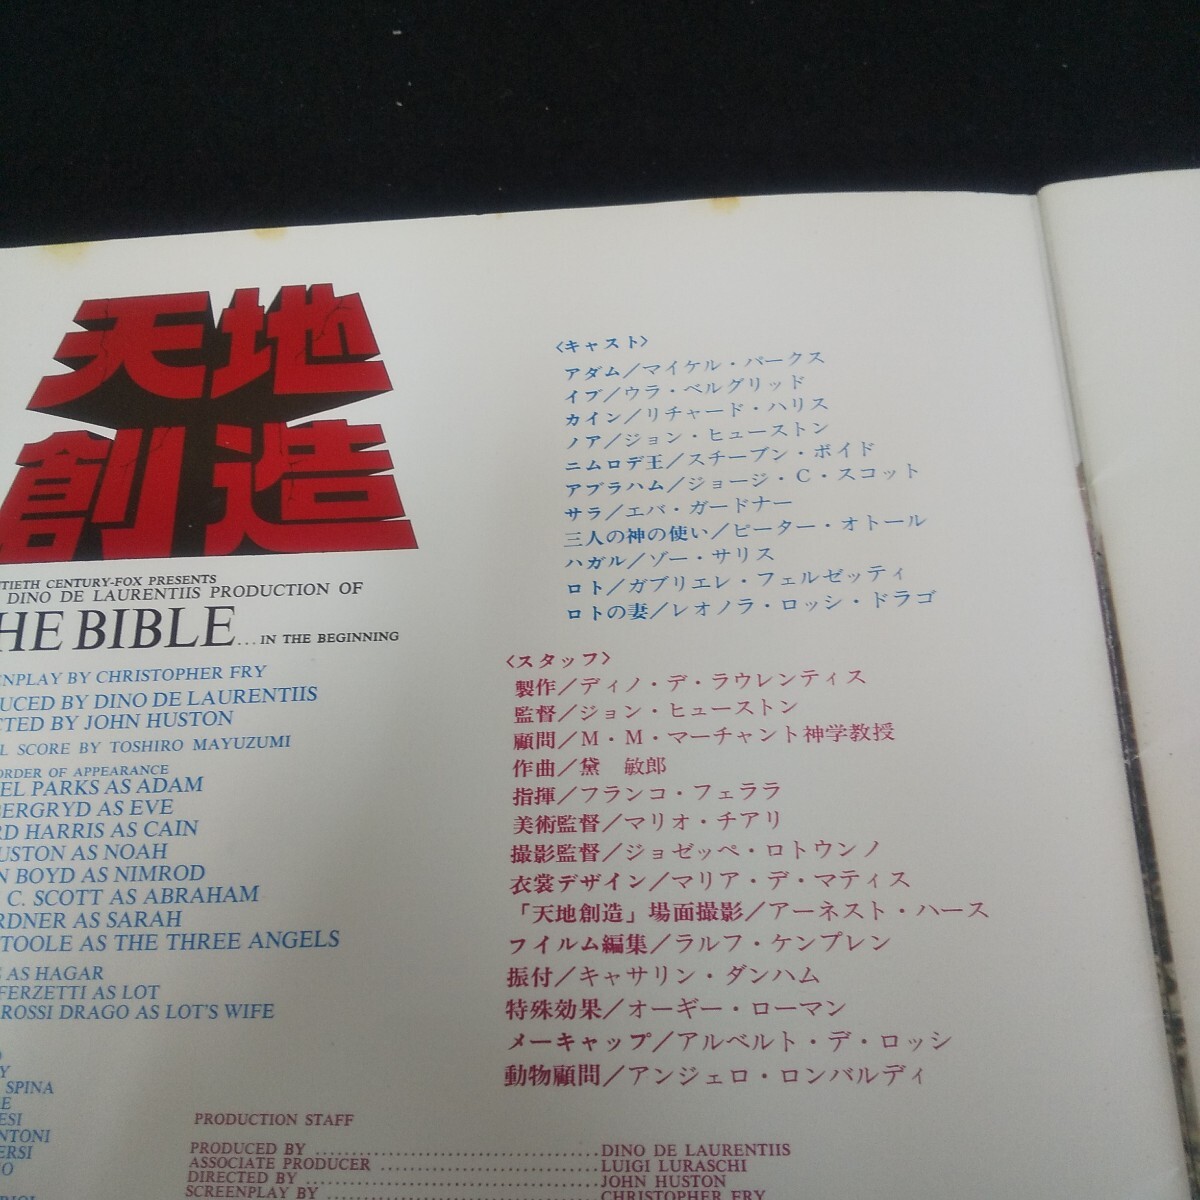 天地
創造
TIETH CENTURY-FOX PRESENTS
DINO DE LAURENTIIS PRODUCTION OF
HE BIBLE...IN THE BEGINNING
ENPLAY BY CHRISTOPHER FRY
UCED BY DINO DE LAURENTIIS
CTED BY JOHN HUSTON
L SCORE BY TOSHIRO MAYUZUMI
ORDER OF APPEARANCE
EL PARKS AS ADAM
BERGRYD AS EVE
RD HARRIS AS CAIN
USTON AS NOAH
N BOYD AS NIMROD
C. SCOTT AS ABRAHAM
RDNER AS SARAH
TOOLE AS THE THREE ANGELS
S AS HAGAR
FERZETTI AS LOT
ROSSI DRAGO AS LOT'S WIFE
Y
SPINA
E
ESI
NTONI
ERSI
O
〈キャスト〉
アダム／マイケル・パークス
イブ／ウラ・ベルグリッド
カイン／リチャード・ハリス
ノア／ジョン・ヒューストン
ニムロデ王／スチーブン・ボイド
アブラハム／ジョージ・C・スコット
サラ／エバ・ガードナー
三人の神の使い／ピーター・オトール
ハガル／ゾー・サリス
ロト／ガブリエレ・フェルゼッティ
ロトの妻／レオノラ・ロッシ・ドラゴ
〈スタッフ〉
製作／ディノ・デ・ラウレンティス
監督／ジョン・ヒューストン
顧問／M・M・マーチャント神学教授
作曲／黛　敏郎
指揮／フランコ・フェララ
美術監督／マリオ・チアリ
撮影監督／ジョゼッペ・ロトウンノ
衣裳デザイン／マリア・デ・マティス
「天地創造」場面撮影／アーネスト・ハース
フイルム編集／ラルフ・ケンプレン
振付／キャサリン・ダンハム
特殊効果／オーギー・ローマン
メーキャップ／アルベルト・デ・ロッシ
動物顧問／アンジェロ・ロンバルディ
PRODUCTION STAFF
PRODUCED BY ........................................ DINO DE LAURENTIIS
ASSOCIATE PRODUCER ........................................ LUIGI LURASCHI
DIRECTED BY ........................................ JOHN HUSTON
SCREENPLAY BY ........................................ CHRISTOPHER FRY